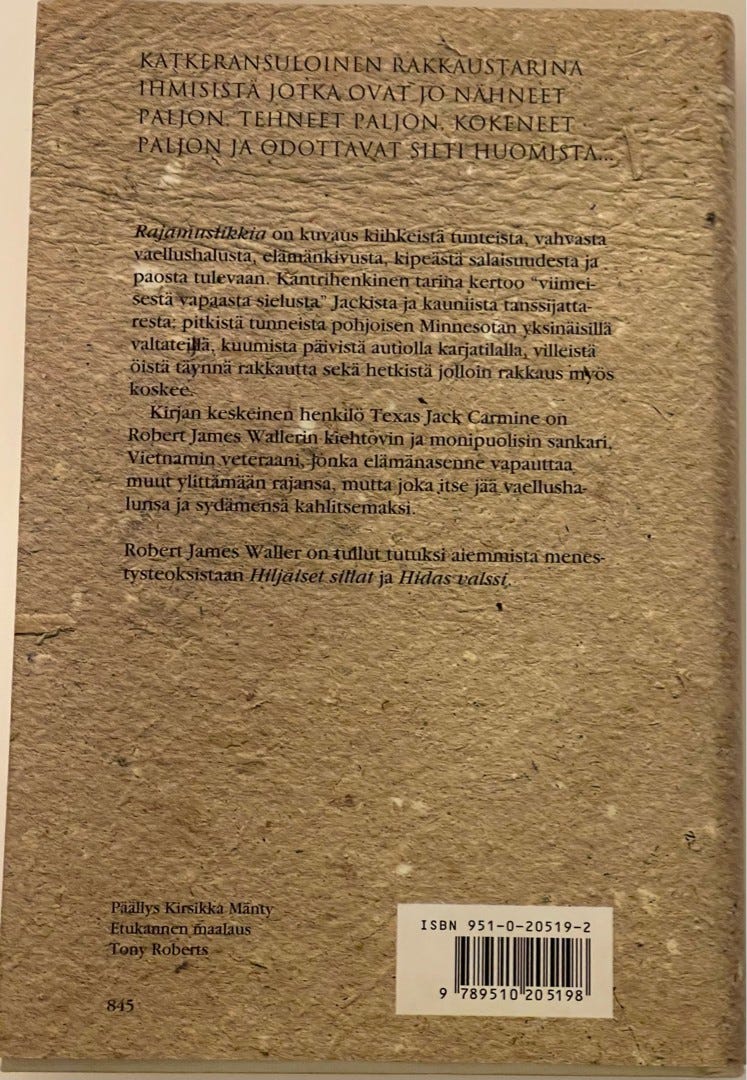 KATKERANSULOINEN RAKKAUSTARINA
IHMISISTÄ JOTKA OVAT JO NÄHNEET
PALJON, TEHNEET PALJON, KOKENEET
PALJON JA ODOTTAVAT SILTI HUOMISTA...
Rajamusiikkia on kuvaus kiihkeistä tunteista, vahvasta
vaellushalusta, elämänkivusta, kipeästä salaisuudesta ja
paosta tulevaan. Kantrihenkinen tarina kertoo "viimei-
sestä vapaasta sielusta" Jackista ja kauniista tanssijatta-
resta; pitkistä tunneista pohjoisen Minnesotan yksinäisillä
valtateillä, kuumista päivistä autiolla karjatilalla, villeistä
öistä täynnä rakkautta sekä hetkistä jolloin rakkaus myös
koskee.
Kirjan keskeinen henkilö Texas Jack Carmine on
Robert James Wallerin kiehtovin ja monipuolisin sankari,
Vietnamin veteraani, jonka elämänasenne vapauttaa
muut ylittämään rajansa, mutta joka itse jää vaellusha-
lunsa ja sydämensä kahlitsemaksi.
Robert James Waller on tullut tutuksi aiemmista menes-
tysteoksistaan Hiljaiset sillat ja Hidas valssi.
Päällys Kirsikka Mänty
Etukannen maalaus
Tony Roberts
845
ISBN 951-0-20519-2
9 789510 205198